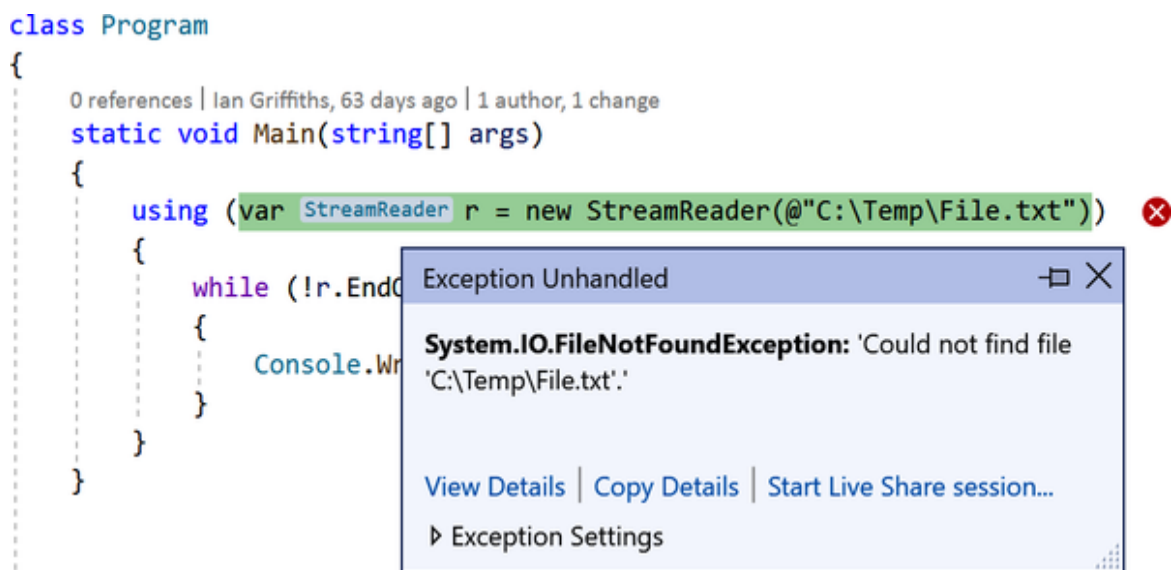 class Program
{
0 references | Ian Griffiths, 63 days ago | 1 author, 1 change
static void Main(string[] args)
{
using (var StreamReader r = new StreamReader(@"C:\Temp\File.txt"))
{
while (!r.End
{
Console.Wr
}
}
}
Exception Unhandled
System.IO.FileNotFoundException: 'Could not find file
'C:\Temp\File.txt'.'
View Details | Copy Details | Start Live Share session...
Exception Settings